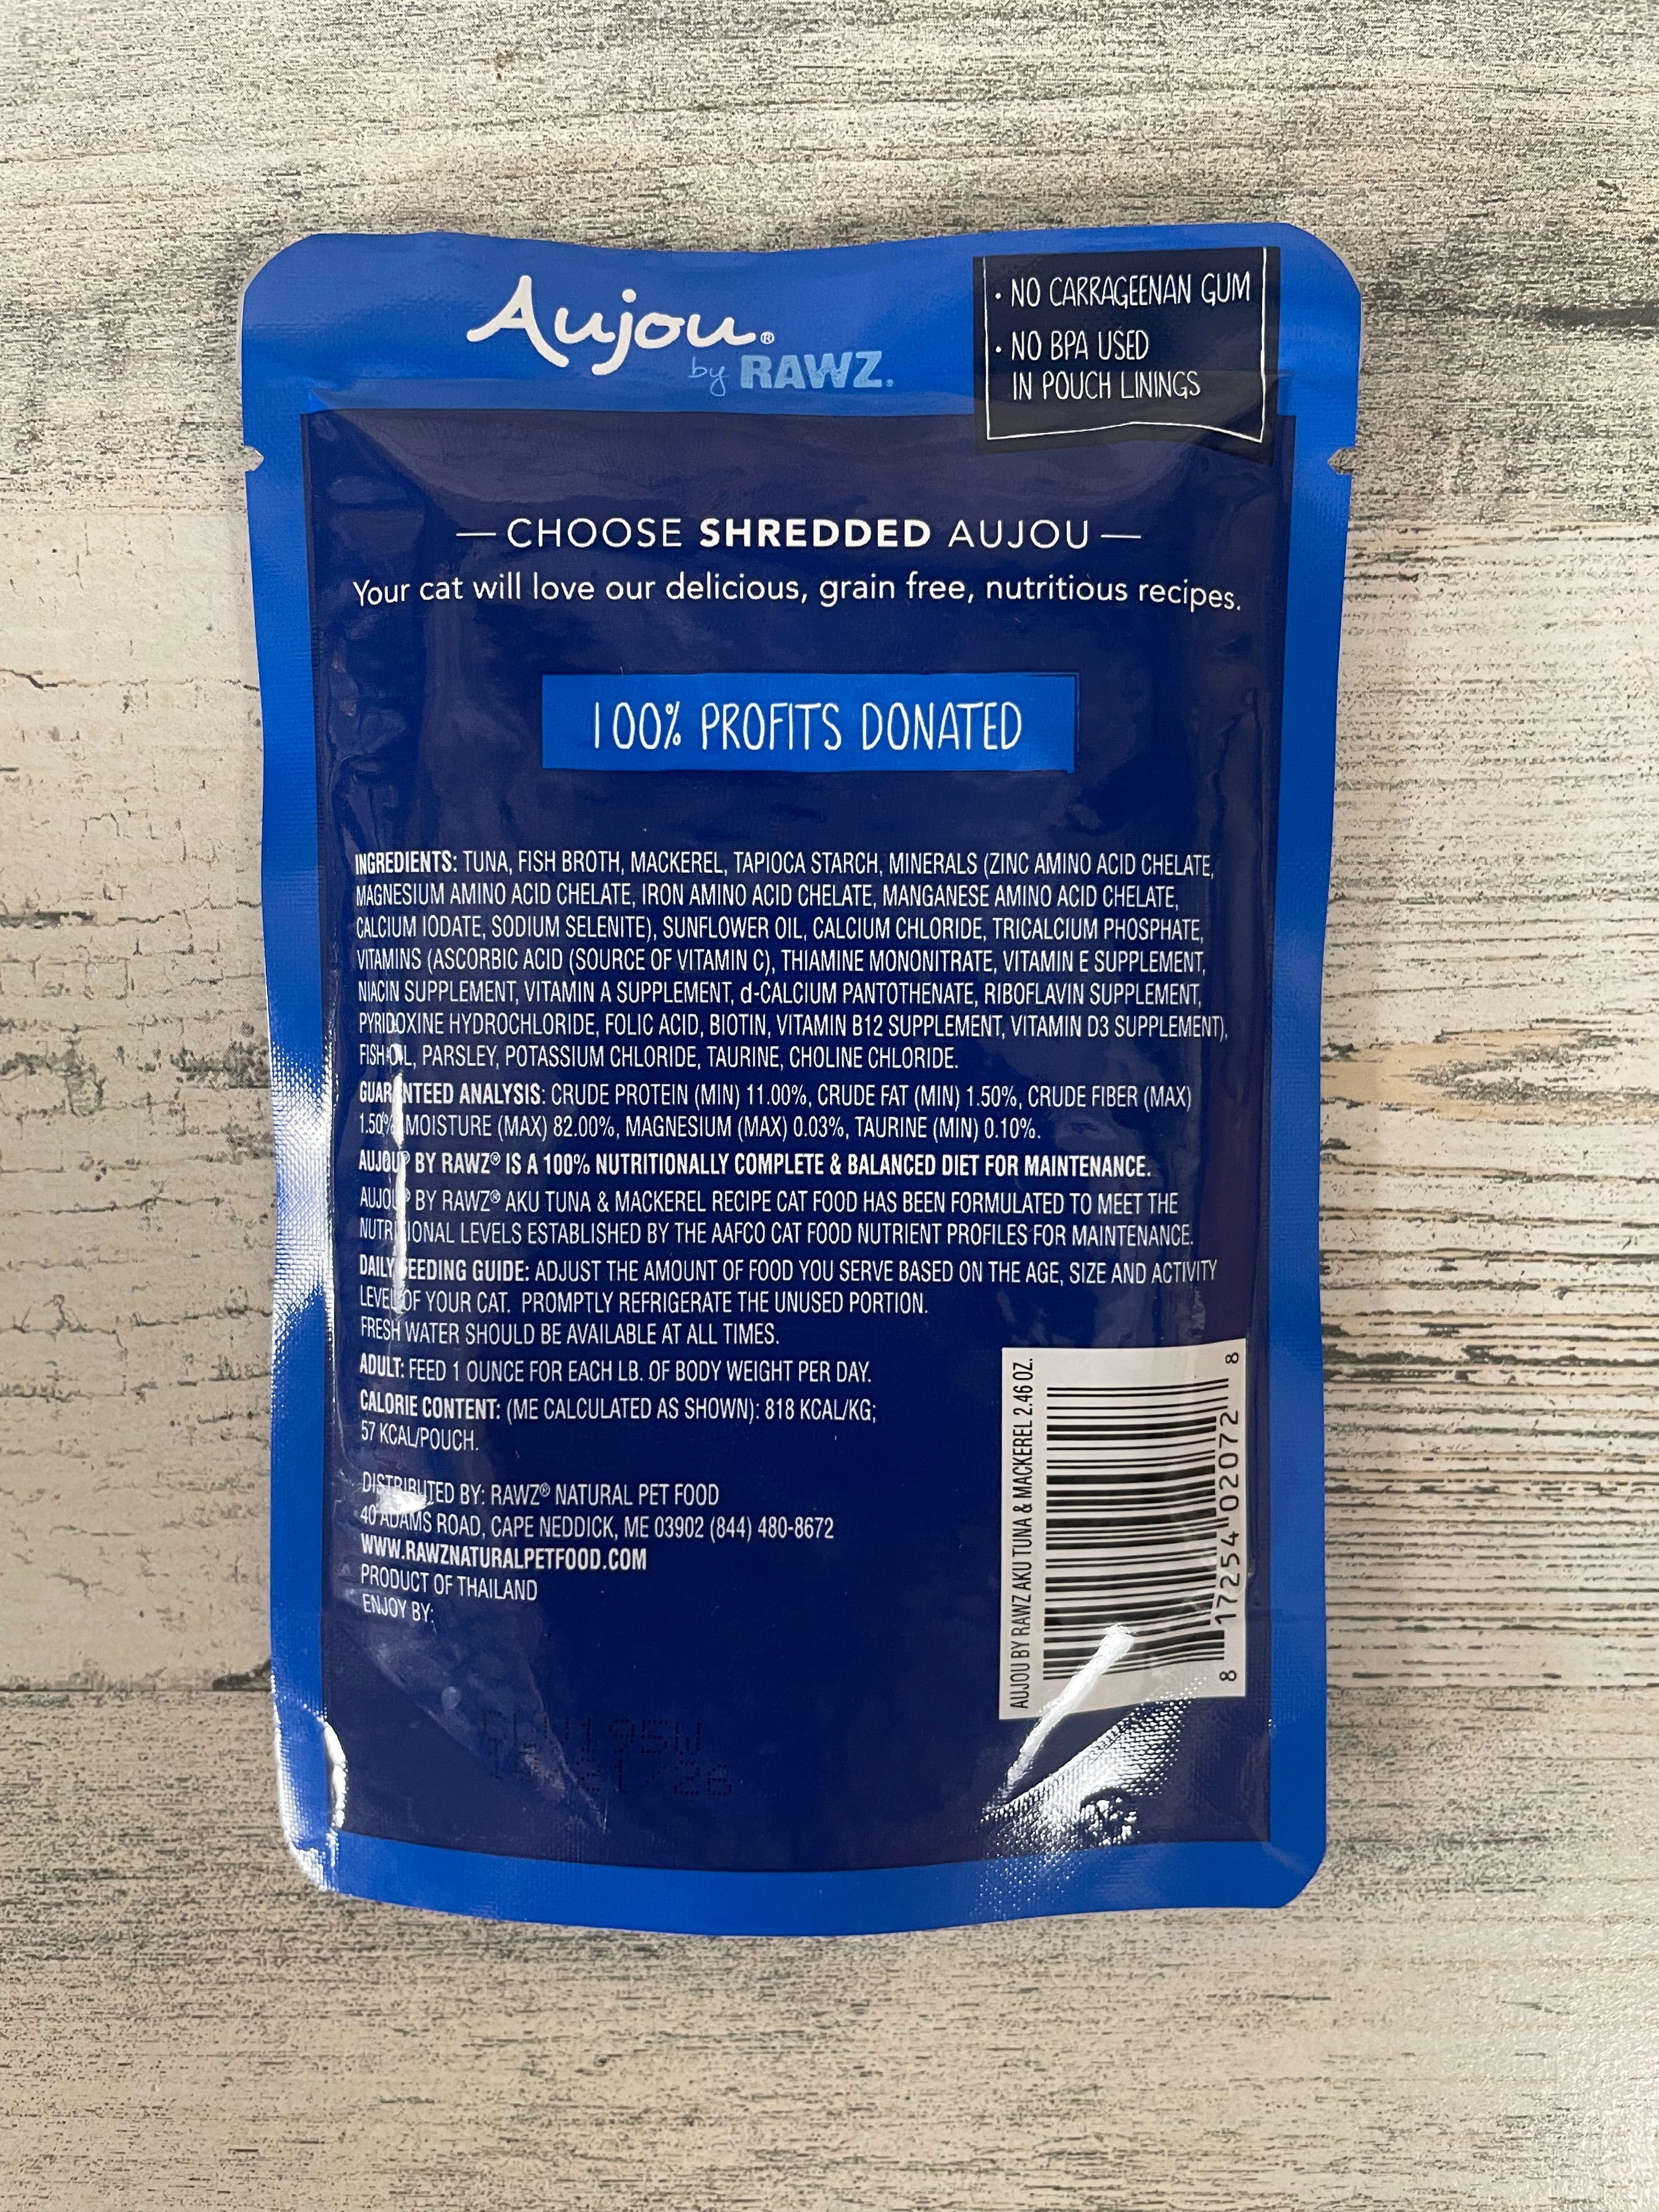 Aujou®
by RAWZ®
• NO CARRAGEENAN GUM
• NO BPA USED
IN POUCH LININGS
— CHOOSE SHREDDED AUJOU —
Your cat will love our delicious, grain free, nutritious recipes.
100% PROFITS DONATED
INGREDIENTS: TUNA, FISH BROTH, MACKEREL, TAPIOCA STARCH, MINERALS (ZINC AMINO ACID CHELATE,
MAGNESIUM AMINO ACID CHELATE, IRON AMINO ACID CHELATE, MANGANESE AMINO ACID CHELATE,
CALCIUM IODATE, SODIUM SELENITE), SUNFLOWER OIL, CALCIUM CHLORIDE, TRICALCIUM PHOSPHATE,
VITAMINS (ASCORBIC ACID (SOURCE OF VITAMIN C), THIAMINE MONONITRATE, VITAMIN E SUPPLEMENT,
NIACIN SUPPLEMENT, VITAMIN A SUPPLEMENT, d-CALCIUM PANTOTHENATE, RIBOFLAVIN SUPPLEMENT,
PYRIDOXINE HYDROCHLORIDE, FOLIC ACID, BIOTIN, VITAMIN B12 SUPPLEMENT, VITAMIN D3 SUPPLEMENT),
FISH OIL, PARSLEY, POTASSIUM CHLORIDE, TAURINE, CHOLINE CHLORIDE.
GUARANTEED ANALYSIS: CRUDE PROTEIN (MIN) 11.00%, CRUDE FAT (MIN) 1.50%, CRUDE FIBER (MAX)
1.50%, MOISTURE (MAX) 82.00%, MAGNESIUM (MAX) 0.03%, TAURINE (MIN) 0.10%.
AUJOU® BY RAWZ® IS A 100% NUTRITIONALLY COMPLETE & BALANCED DIET FOR MAINTENANCE.
AUJOU® BY RAWZ® AKU TUNA & MACKEREL RECIPE CAT FOOD HAS BEEN FORMULATED TO MEET THE
NUTRITIONAL LEVELS ESTABLISHED BY THE AAFCO CAT FOOD NUTRIENT PROFILES FOR MAINTENANCE.
DAILY FEEDING GUIDE: ADJUST THE AMOUNT OF FOOD YOU SERVE BASED ON THE AGE, SIZE AND ACTIVITY
LEVEL OF YOUR CAT. PROMPTLY REFRIGERATE THE UNUSED PORTION.
FRESH WATER SHOULD BE AVAILABLE AT ALL TIMES.
ADULT: FEED 1 OUNCE FOR EACH LB. OF BODY WEIGHT PER DAY.
CALORIE CONTENT: (ME CALCULATED AS SHOWN): 818 KCAL/KG;
57 KCAL/POUCH.
DISTRIBUTED BY: RAWZ® NATURAL PET FOOD
40 ADAMS ROAD, CAPE NEDDICK, ME 03902 (844) 480-8672
WWW.RAWZNATURALPETFOOD.COM
PRODUCT OF THAILAND
ENJOY BY:
AUJOU BY RAWZ AKU TUNA & MACKEREL 2.46 OZ.
8 17254 02072 8